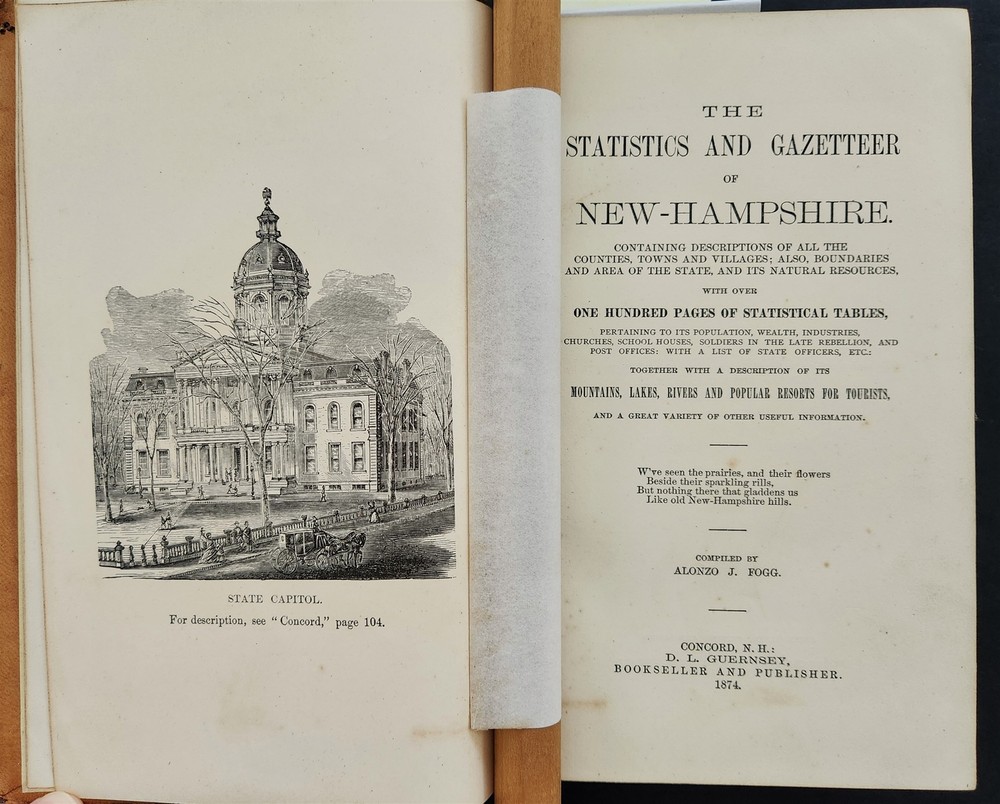 STATE CAPITOL.
For description, see "Concord," page 104.
THE
STATISTICS AND GAZETTEER
OF
NEW-HAMPSHIRE.
CONTAINING DESCRIPTIONS OF ALL THE
COUNTIES, TOWNS AND VILLAGES; ALSO, BOUNDARIES
AND AREA OF THE STATE, AND ITS NATURAL RESOURCES,
WITH OVER
ONE HUNDRED PAGES OF STATISTICAL TABLES,
PERTAINING TO ITS POPULATION, WEALTH, INDUSTRIES,
CHURCHES, SCHOOL HOUSES, SOLDIERS IN THE LATE REBELLION, AND
POST OFFICES: WITH A LIST OF STATE OFFICERS, ETC.:
TOGETHER WITH A DESCRIPTION OF ITS
MOUNTAINS, LAKES, RIVERS AND POPULAR RESORTS FOR TOURISTS,
AND A GREAT VARIETY OF OTHER USEFUL INFORMATION.
W've seen the prairies, and their flowers
Beside their sparkling rills,
But nothing there that gladdens us
Like old New-Hampshire hills.
COMPILED BY
ALONZO J. FOGG.
CONCORD, N. H.:
D. L. GUERNSEY,
BOOKSELLER AND PUBLISHER.
1874.